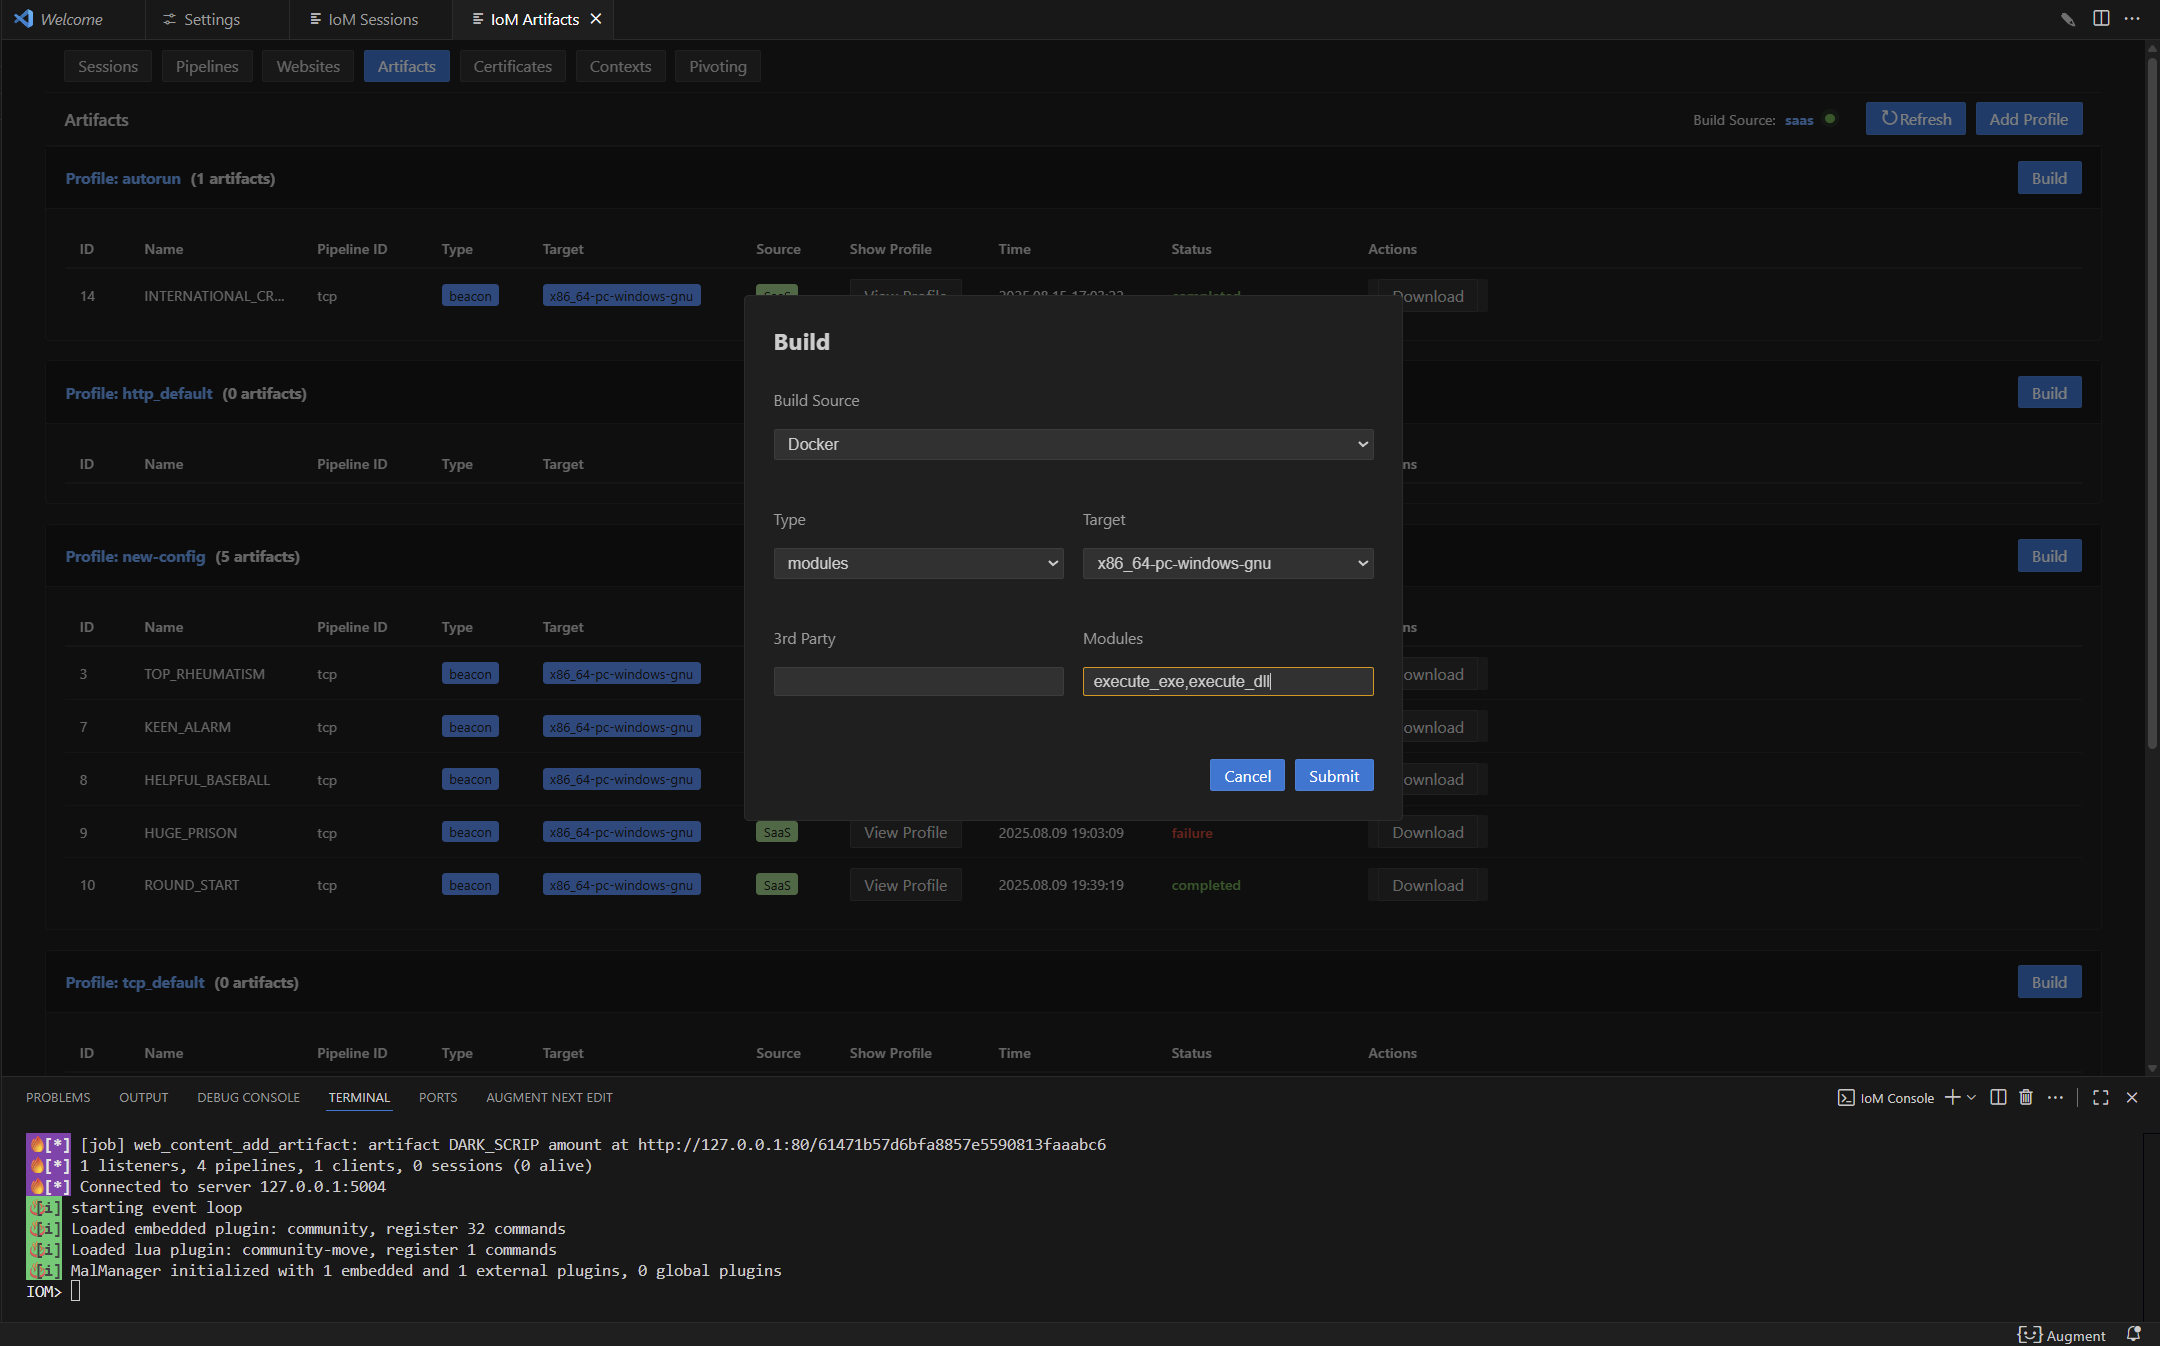 Welcome Settings IoM Sessions IoM Artifacts
Sessions Pipelines Websites Artifacts Certificates Contexts Pivoting
Artifacts Build Source: saas Refresh Add Profile
Profile: autorun (1 artifacts) Build
ID Name Pipeline ID Type Target Source Show Profile Time Status Actions
14 INTERNATIONAL_CR... tcp beacon x86_64-pc-windows-gnu SaaS View Profile 2025.08.15 17:03:22 completed Download
Profile: http_default (0 artifacts) Build
ID Name Pipeline ID Type Target ns
Profile: new-config (5 artifacts) Build
ID Name Pipeline ID Type Target ns
3 TOP_RHEUMATISM tcp beacon x86_64-pc-windows-gnu ownload
7 KEEN_ALARM tcp beacon x86_64-pc-windows-gnu ownload
8 HELPFUL_BASEBALL tcp beacon x86_64-pc-windows-gnu ownload
9 HUGE_PRISON tcp beacon x86_64-pc-windows-gnu SaaS View Profile 2025.08.09 19:03:09 failure Download
10 ROUND_START tcp beacon x86_64-pc-windows-gnu SaaS View Profile 2025.08.09 19:39:19 completed Download
Profile: tcp_default (0 artifacts) Build
ID Name Pipeline ID Type Target Source Show Profile Time Status Actions
Build
Build Source
Docker
Type Target
modules x86_64-pc-windows-gnu
3rd Party Modules
execute_exe,execute_dll
Cancel Submit
PROBLEMS OUTPUT DEBUG CONSOLE TERMINAL PORTS AUGMENT NEXT EDIT IoM Console
[*] [job] web_content_add_artifact: artifact DARK_SCRIP amount at http://127.0.0.1:80/61471b57d6bfa8857e5590813faaabc6
[*] 1 listeners, 4 pipelines, 1 clients, 0 sessions (0 alive)
[*] Connected to server 127.0.0.1:5004
[i] starting event loop
[i] Loaded embedded plugin: community, register 32 commands
[i] Loaded lua plugin: community-move, register 1 commands
[i] MalManager initialized with 1 embedded and 1 external plugins, 0 global plugins
IOM>
Augment